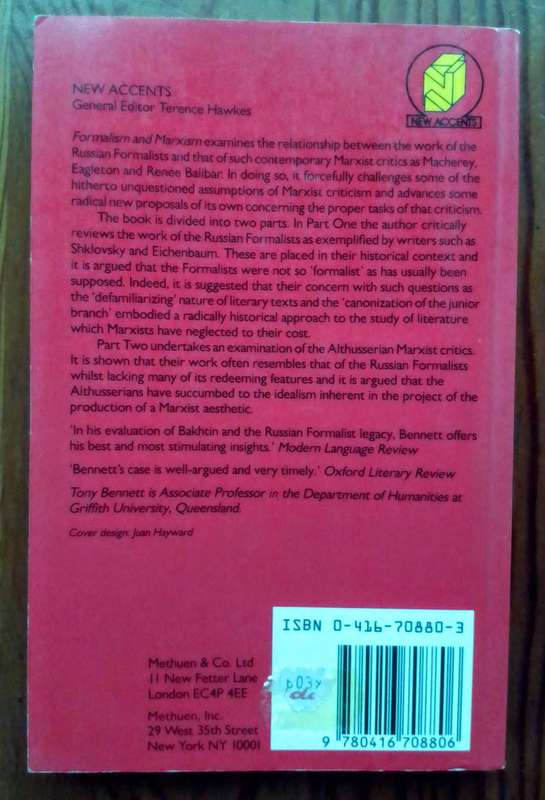 NEW ACCENTS
General Editor Terence Hawkes
NEW ACCENTS
Formalism and Marxism examines the relationship between the work of the
Russian Formalists and that of such contemporary Marxist critics as Macherey,
Eagleton and Renée Balibar. In doing so, it forcefully challenges some of the
hitherto unquestioned assumptions of Marxist criticism and advances some
radical new proposals of its own concerning the proper tasks of that criticism.
The book is divided into two parts. In Part One the author critically
reviews the work of the Russian Formalists as exemplified by writers such as
Shklovsky and Eichenbaum. These are placed in their historical context and
it is argued that the Formalists were not so 'formalist' as has usually been
supposed. Indeed, it is suggested that their concern with such questions as
the 'defamiliarizing' nature of literary texts and the 'canonization of the junior
branch' embodied a radically historical approach to the study of literature
which Marxists have neglected to their cost.
Part Two undertakes an examination of the Althusserian Marxist critics.
It is shown that their work often resembles that of the Russian Formalists
whilst lacking many of its redeeming features and it is argued that the
Althusserians have succumbed to the idealism inherent in the project of the
production of a Marxist aesthetic.
'In his evaluation of Bakhtin and the Russian Formalist legacy, Bennett offers
his best and most stimulating insights.' Modern Language Review
'Bennett's case is well-argued and very timely.' Oxford Literary Review
Tony Bennett is Associate Professor in the Department of Humanities at
Griffith University, Queensland.
Cover design: Juan Hayward
Methuen & Co. Ltd
11 New Fetter Lane
London EC4P 4EE
Methuen, Inc.
29 West 35th Street
New York NY 10001
ISBN 0-416-70880-3
9 780416 708806